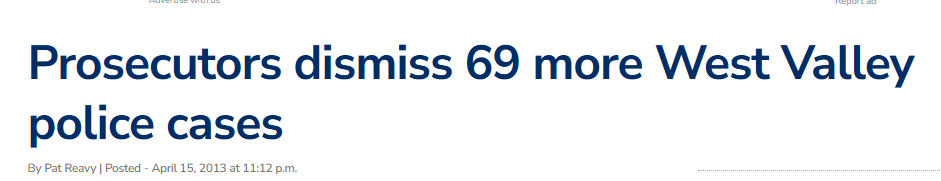 Advertise with us
Report ad
Prosecutors dismiss 69 more West Valley
police cases
By Pat Reavy | Posted - April 15, 2013 at 11:12 p.m.